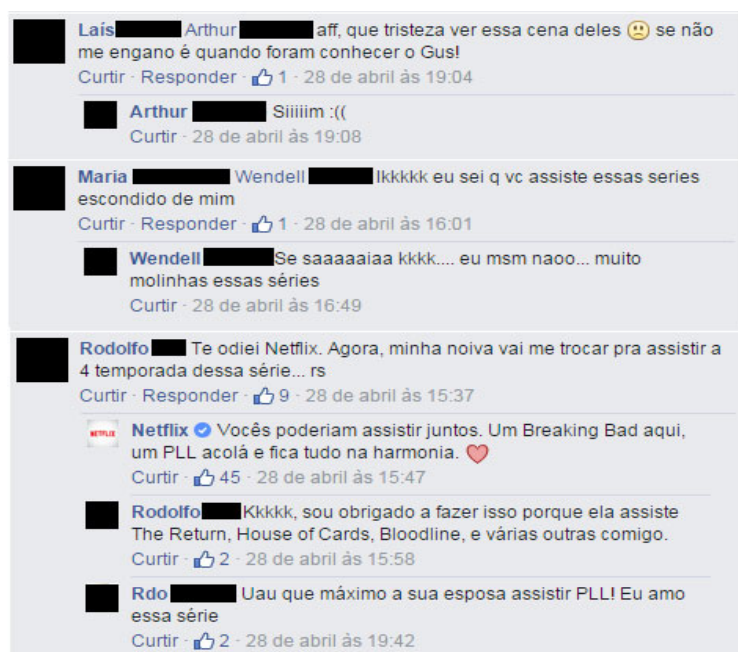 Laís Arthur aff, que tristeza ver essa cena deles se não
me engano é quando foram conhecer o Gus!
Curtir · Responder · 1 · 28 de abril às 19:04
Arthur Siiiiim :((
Curtir · 28 de abril às 19:08
Maria Wendell lkkkkk eu sei q vc assiste essas series
escondido de mim
Curtir · Responder · 1 · 28 de abril às 16:01
Wendell Se saaaaaiaa kkkk.... eu msm naoo... muito
molinhas essas séries
Curtir · 28 de abril às 16:49
Rodolfo Te odiei Netflix. Agora, minha noiva vai me trocar pra assistir a
4 temporada dessa série... rs
Curtir · Responder · 9 · 28 de abril às 15:37
NETFLIX
Netflix Vocês poderiam assistir juntos. Um Breaking Bad aqui,
um PLL acolá e fica tudo na harmonia.
Curtir · 45 · 28 de abril às 15:47
Rodolfo Kkkkk, sou obrigado a fazer isso porque ela assiste
The Return, House of Cards, Bloodline, e várias outras comigo.
Curtir · 2 · 28 de abril às 15:58
Rdo Uau que máximo a sua esposa assistir PLL! Eu amo
essa série
Curtir · 2 · 28 de abril às 19:42